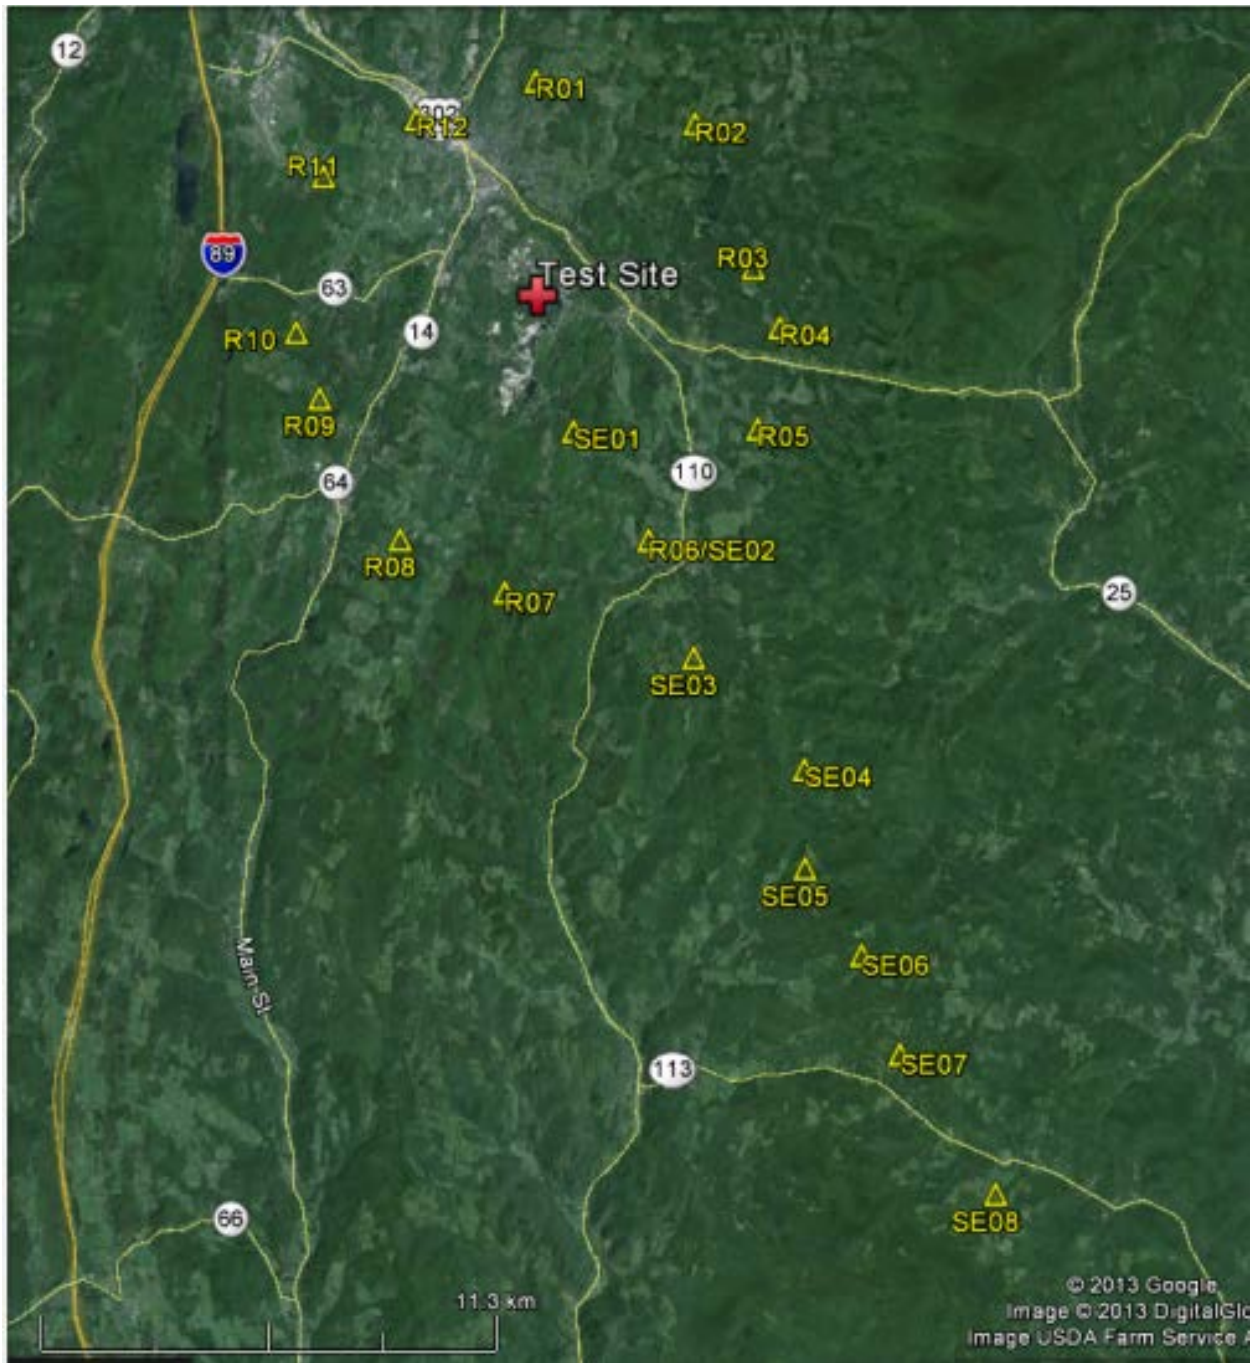 12
R01
302
R12
R02
R11
89
Test Site
R03
63
14
R10
R04
R09
SE01
R05
110
64
R08
R06/SE02
R07
25
SE03
SE04
SE05
Main St
SE06
113
SE07
66
SE08
11.3 km
© 2013 Google
Image © 2013 DigitalGlo
Image USDA Farm Service A